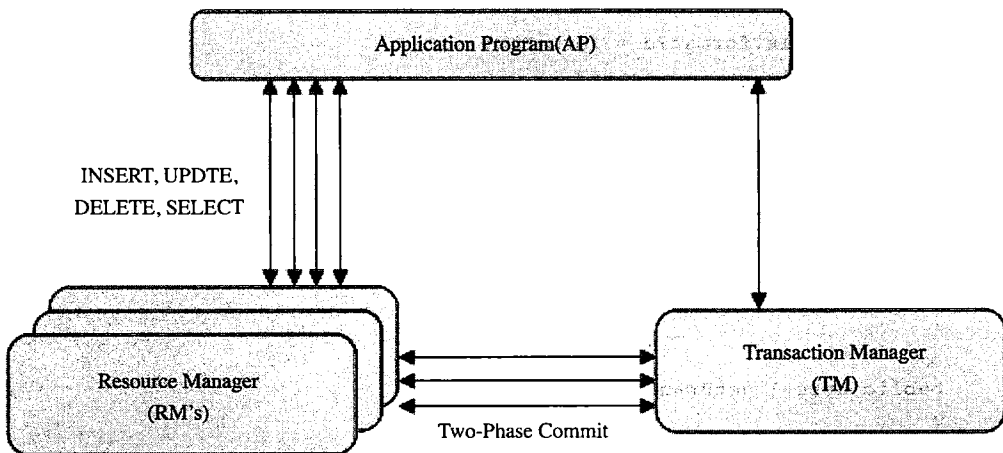 Application Program(AP)
INSERT, UPDTE,
DELETE, SELECT
Resource Manager
(RM's)
Transaction Manager
(TM)
Two-Phase Commit